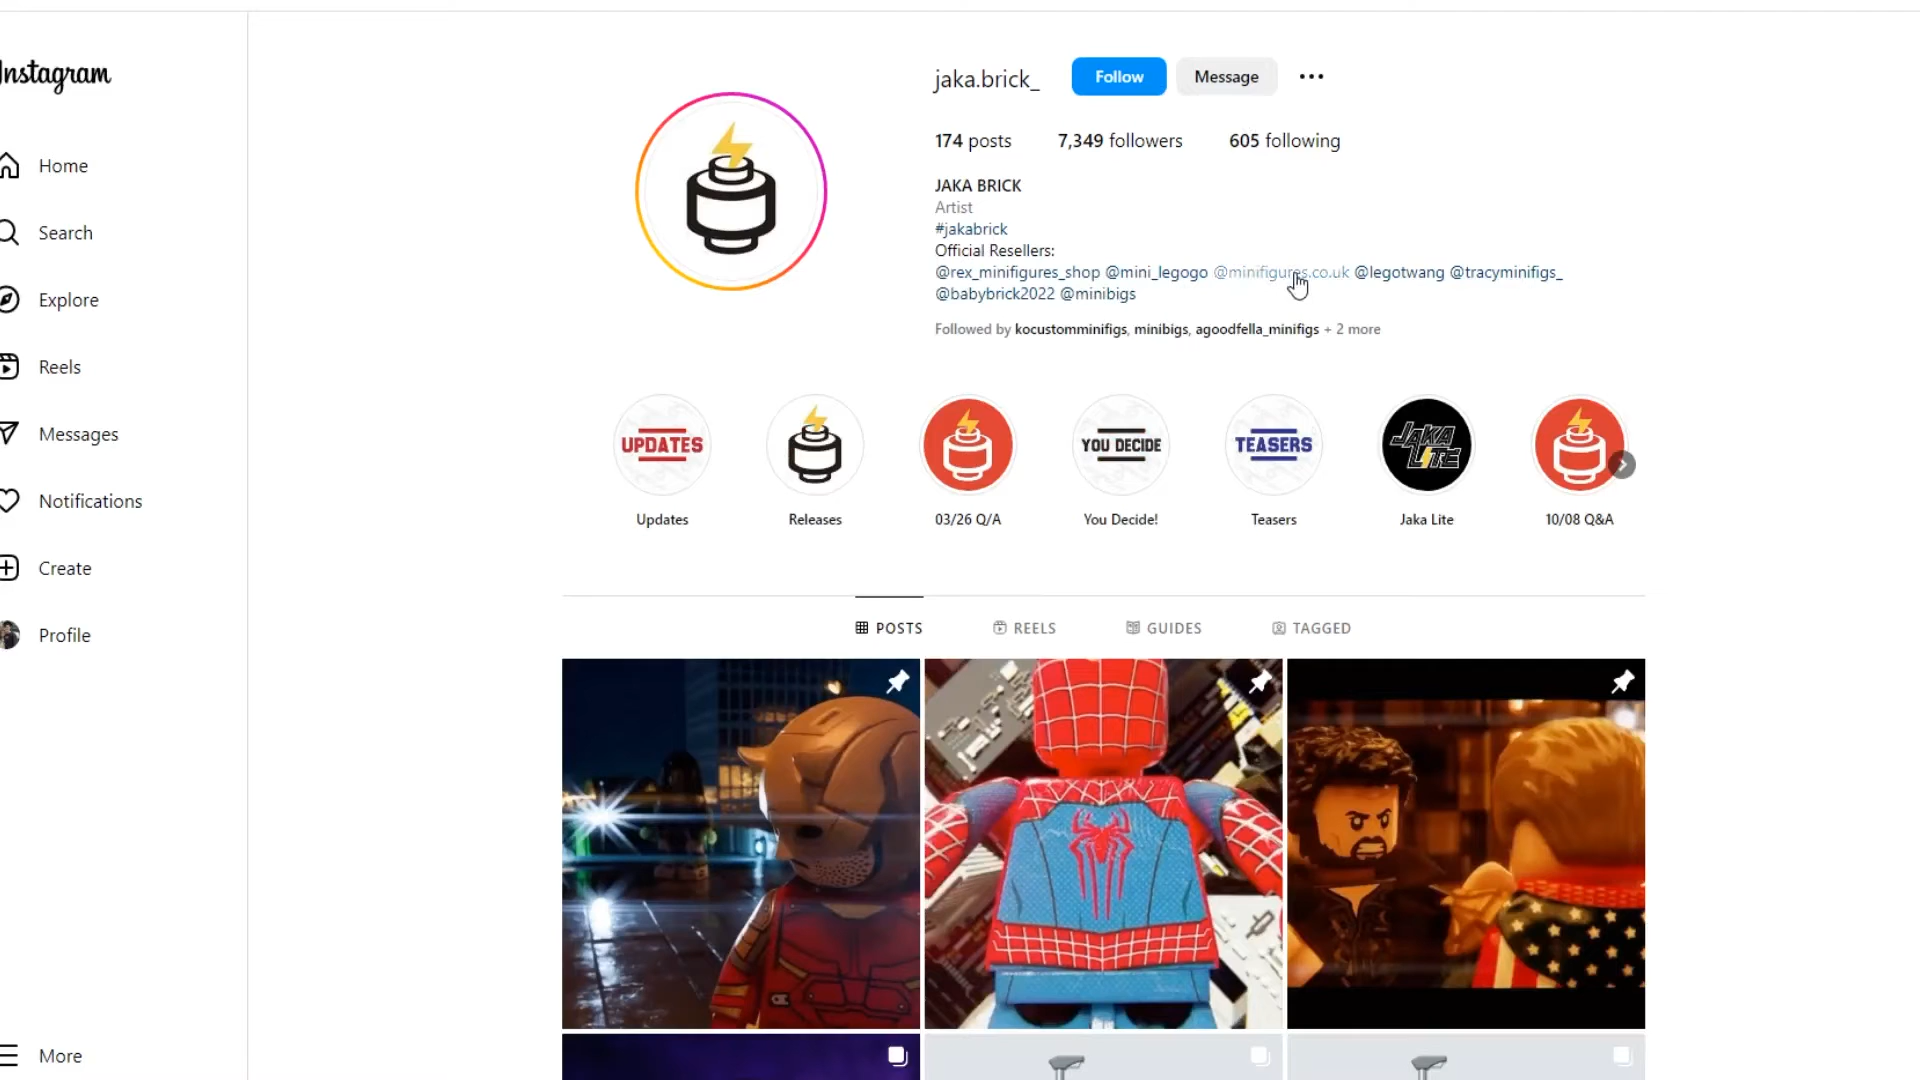 Instagram
Home
Search
Explore
Reels
Messages
Notifications
Create
Profile
More
jaka.brick_
Follow
Message
174 posts
7,349 followers
605 following
JAKA BRICK
Artist
#jakabrick
Official Resellers:
@rex_minifigures_shop @mini_legogo @minifigures.co.uk @legotwang @tracyminifigs_
@babybrick2022 @minibigs
Followed by kocustomminifigs, minibigs, agoodfella_minifigs + 2 more
UPDATES
YOU DECIDE
TEASERS
JAKA
LITE
Updates
Releases
03/26 Q/A
You Decide!
Teasers
Jaka Lite
10/08 Q&A
POSTS
REELS
GUIDES
TAGGED